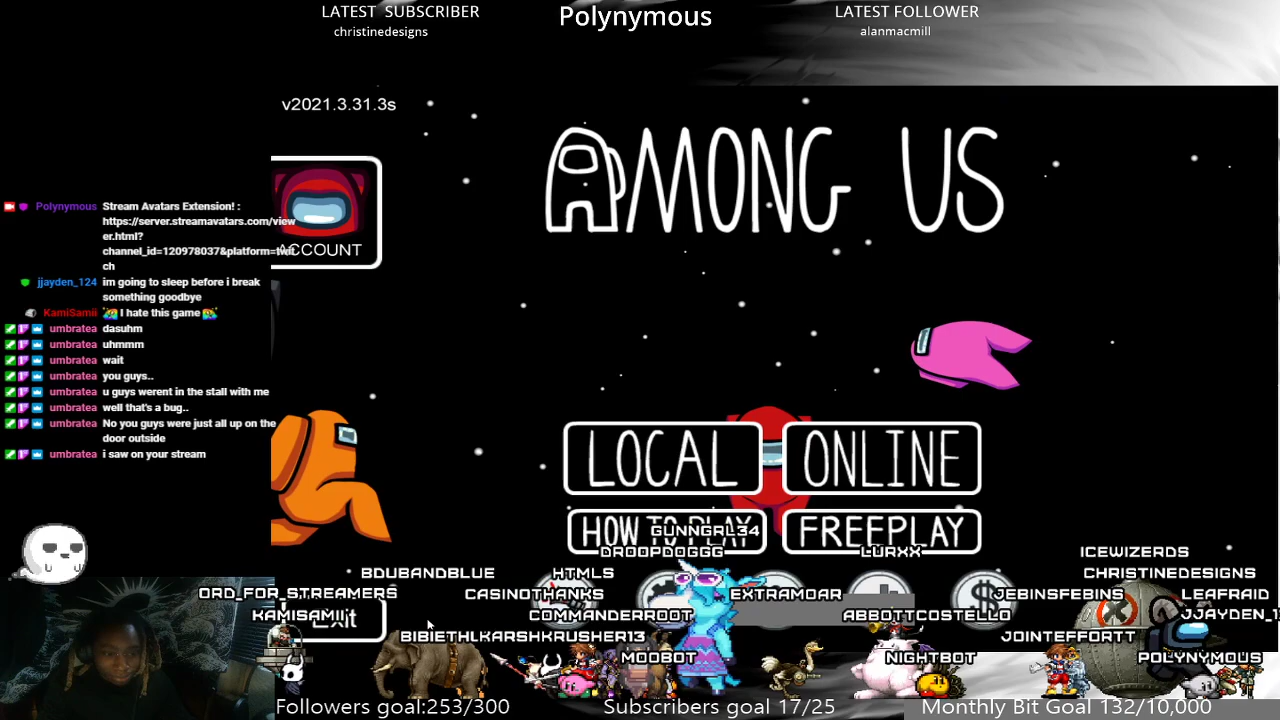 LATEST SUBSCRIBER
christinedesigns
Polynymous
LATEST FOLLOWER
alanmacmill
v2021.3.31.3s
AMONG US
ACCOUNT
Polynymous Stream Avatars Extension! :
https://server.streamavatars.com/view
er.html?
channel_id=120978037&platform=twit
ch
jjayden_124 im going to sleep before i break
something goodbye
KamiSamii I hate this game
umbratea dasuhm
umbratea uhmmm
umbratea wait
umbratea you guys..
umbratea u guys werent in the stall with me
umbratea well that's a bug..
umbratea No you guys were just all up on the
door outside
umbratea i saw on your stream
LOCAL
ONLINE
HOW TO PLAY
FREEPLAY
GUNNGRL34
DROOPDOGGG
LURXX
ICEWIZERDS
BDUBANDBLUE
HTMLS
CHRISTINEDESIGNS
ORD_FOR_STREAMERS
CASINOTHANKS
EXTRAMOAR
JEBINSFEBINS
LEAFRAID
KAMISAMII
Exit
COMMANDERROOT
ABBOTTCOSTELLO
JJAYDEN_1
KARSHKRUSHER13
JOINTEFFORTT
MOOBOT
NIGHTBOT
POLYNYMOUS
Followers goal:253/300
Subscribers goal 17/25
Monthly Bit Goal 132/10,000